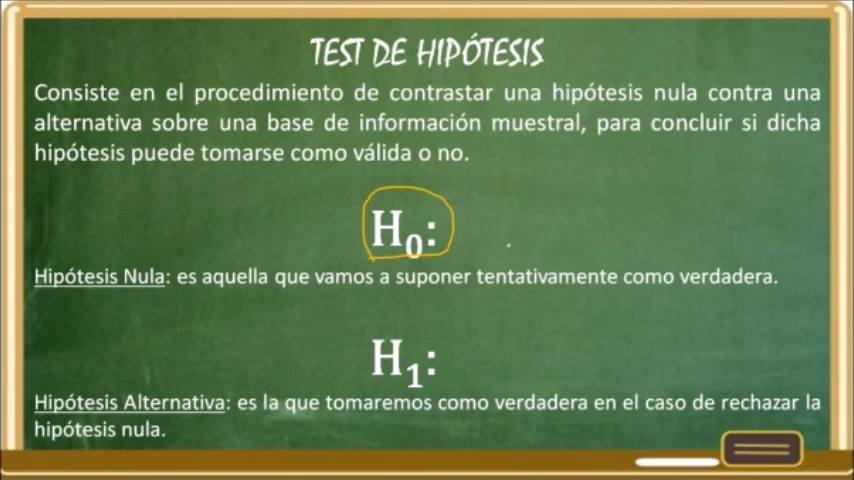 TEST DE HIPÓTESIS
Consiste en el procedimiento de contrastar una hipótesis nula contra una
alternativa sobre una base de información muestral, para concluir si dicha
hipótesis puede tomarse como válida o no.
H₀:
Hipótesis Nula: es aquella que vamos a suponer tentativamente como verdadera.
H₁:
Hipótesis Alternativa: es la que tomaremos como verdadera en el caso de rechazar la
hipótesis nula.